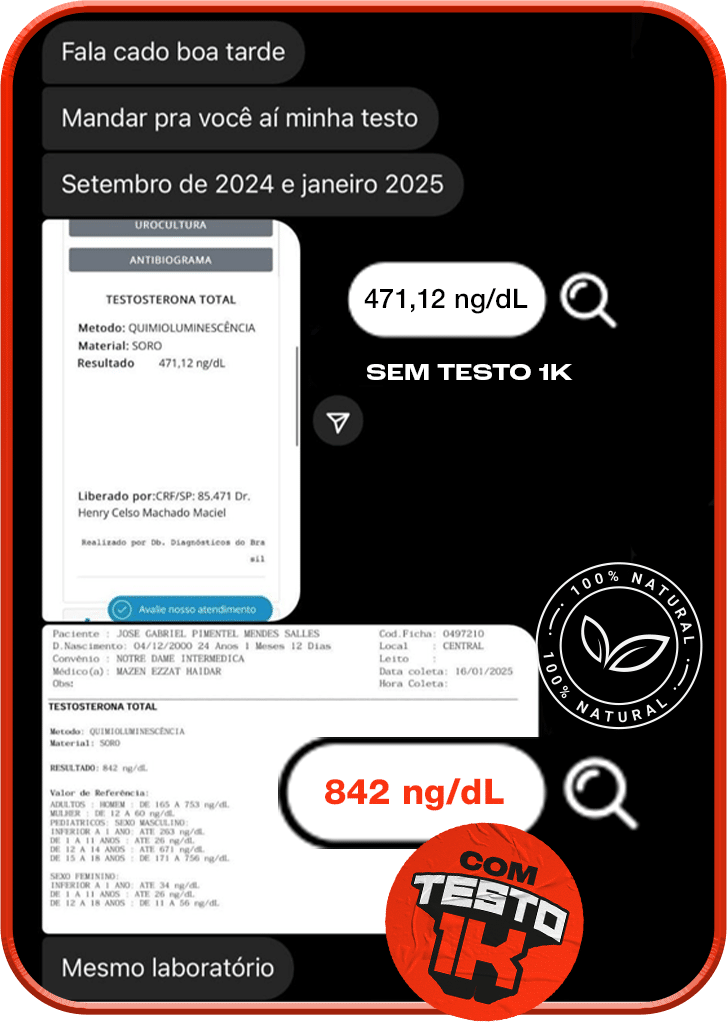 Fala cado boa tarde
Mandar pra você aí minha testo
Setembro de 2024 e janeiro 2025
UROCULTURA
ANTIBIOGRAMA
TESTOSTERONA TOTAL
Metodo: QUIMIOLUMINESCÊNCIA
Material: SORO
Resultado 471,12 ng/dL
Liberado por:CRF/SP: 85.471 Dr.
Henry Celso Machado Maciel
Realizado por Db. Diagnósticos do Bra
sil
Avalie nosso atendimento
471,12 ng/dL
SEM TESTO 1K
100% NATURAL
100% NATURAL
Paciente : JOSE GABRIEL PIMENTEL MENDES SALLES Cod.Ficha: 0497210
D.Nascimento: 04/12/2000 24 Anos 1 Meses 12 Dias Local : CENTRAL
Convênio : NOTRE DAME INTERMEDICA Leito :
Médico(a): MAZEN EZZAT HAIDAR Data coleta: 16/01/2025
Obs: Hora Coleta:
TESTOSTERONA TOTAL
Metodo: QUIMIOLUMINESCÊNCIA
Material: SORO
RESULTADO: 842 ng/dL
Valor de Referência:
ADULTOS : HOMEM : DE 165 A 753 ng/dL
MULHER : DE 12 A 60 ng/dL
PEDIATRICOS: SEXO MASCULINO:
INFERIOR A 1 ANO: ATE 263 ng/dL
DE 1 A 11 ANOS : ATE 26 ng/dL
DE 12 A 14 ANOS : ATE 671 ng/dL
DE 15 A 18 ANOS : DE 171 A 756 ng/dL
SEXO FEMININO:
INFERIOR A 1 ANO: ATE 34 ng/dL
DE 1 A 11 ANOS : ATE 26 ng/dL
DE 12 A 18 ANOS : DE 11 A 56 ng/dL
842 ng/dL
COM
TESTO
1K
Mesmo laboratório